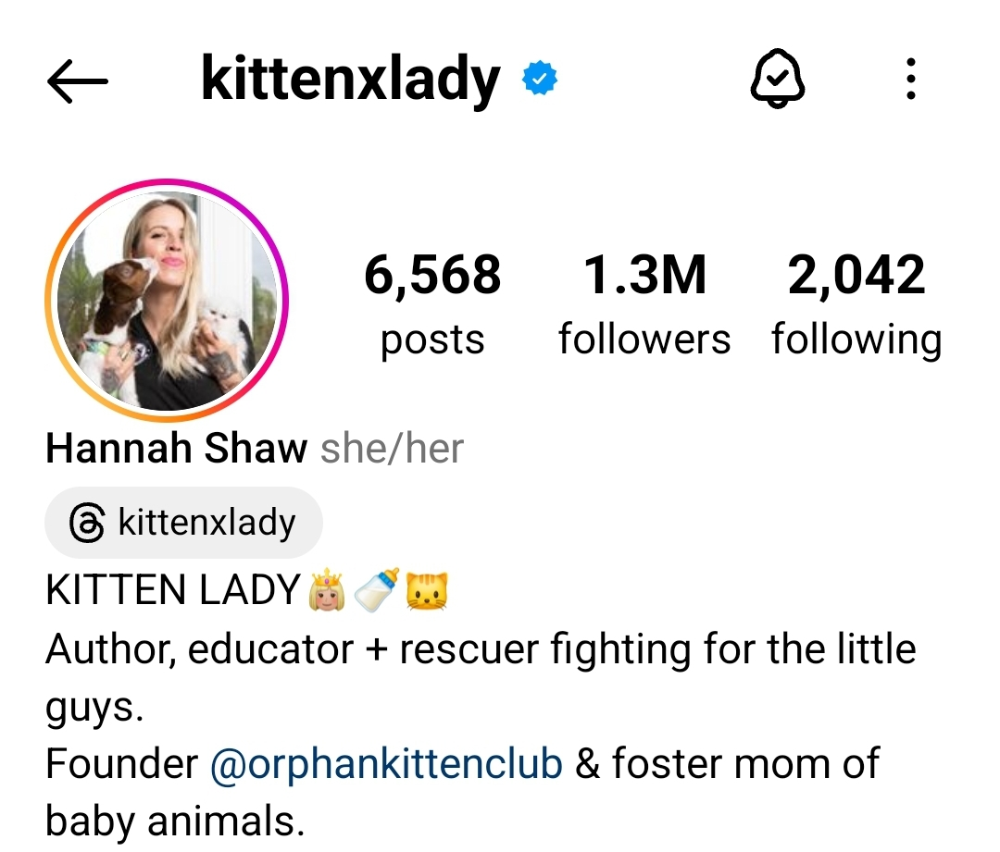 kittenxlady
6,568 1.3M 2,042
posts followers following
Hannah Shaw she/her
kittenxlady
KITTEN LADY👸🏼🍼🐱
Author, educator + rescuer fighting for the little
guys.
Founder @orphankittenclub & foster mom of
baby animals.